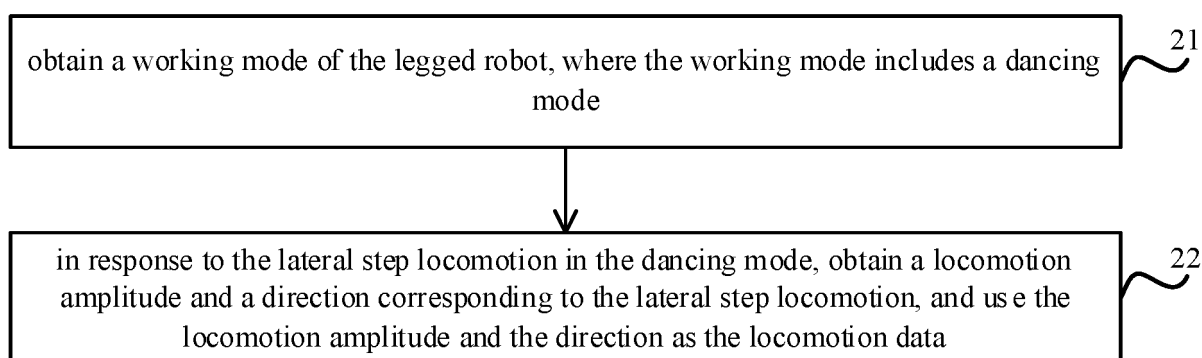 21
obtain a working mode of the legged robot, where the working mode includes a dancing
mode
22
in response to the lateral step locomotion in the dancing mode, obtain a locomotion
amplitude and a direction corresponding to the lateral step locomotion, and use the
locomotion amplitude and the direction as the locomotion data